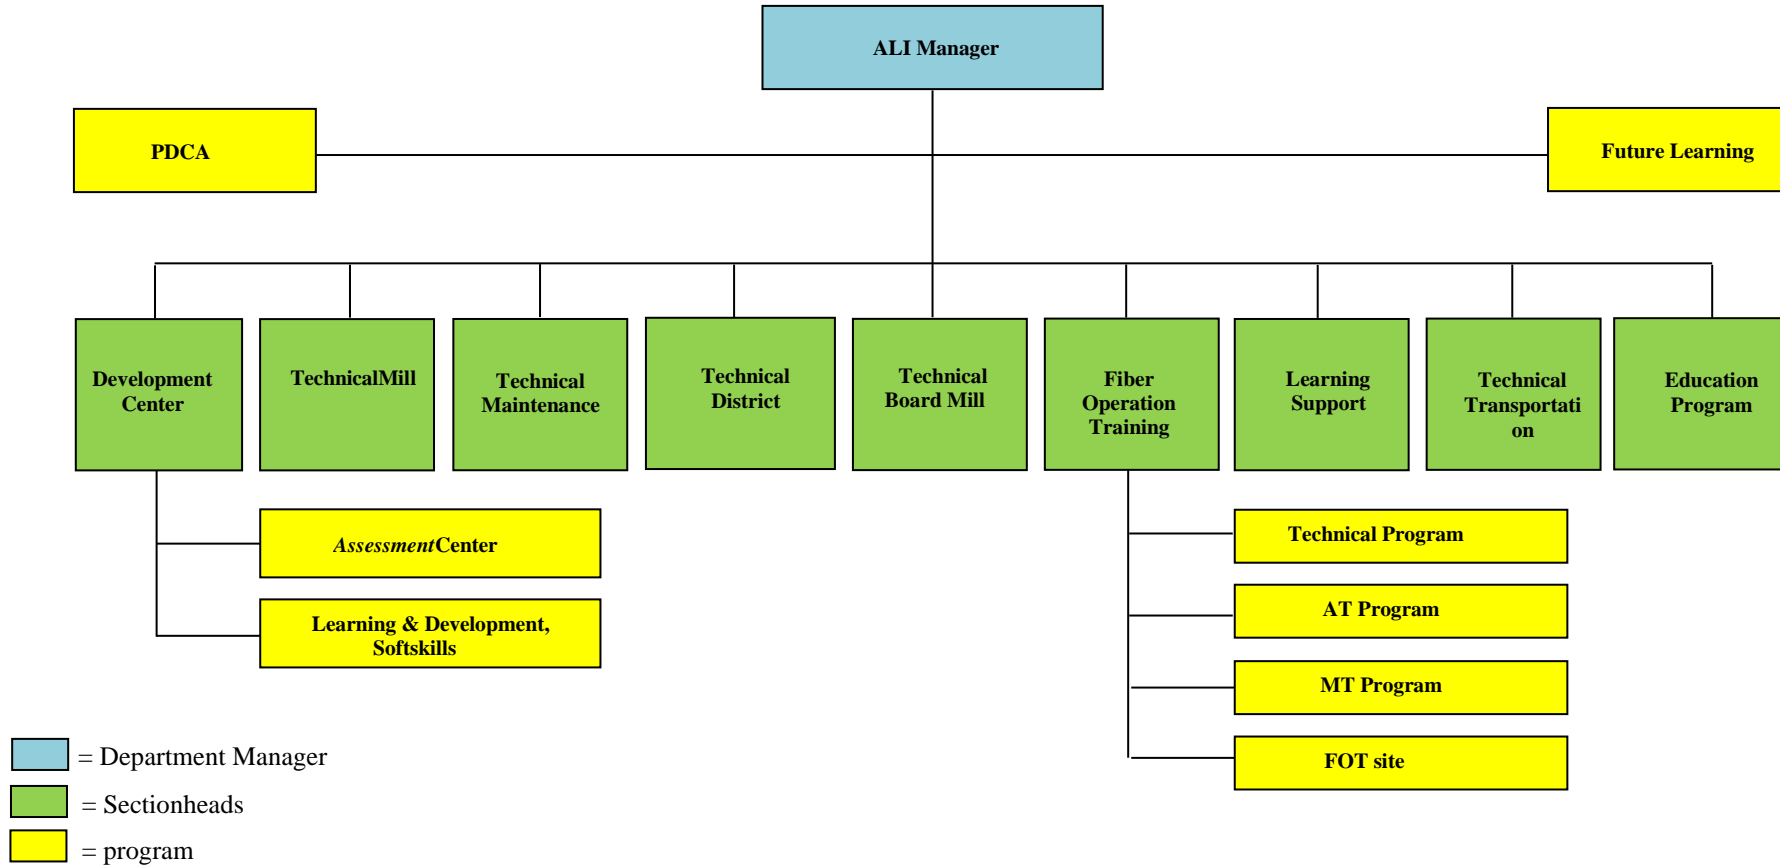 ALI Manager
PDCA
Future Learning
Development
Center
TechnicalMill
Technical
Maintenance
Technical
District
Technical
Board Mill
Fiber
Operation
Training
Learning
Support
Technical
Transportati
on
Education
Program
AssessmentCenter
Learning & Development,
Softskills
Technical Program
AT Program
MT Program
FOT site
= Department Manager
= Sectionheads
= program